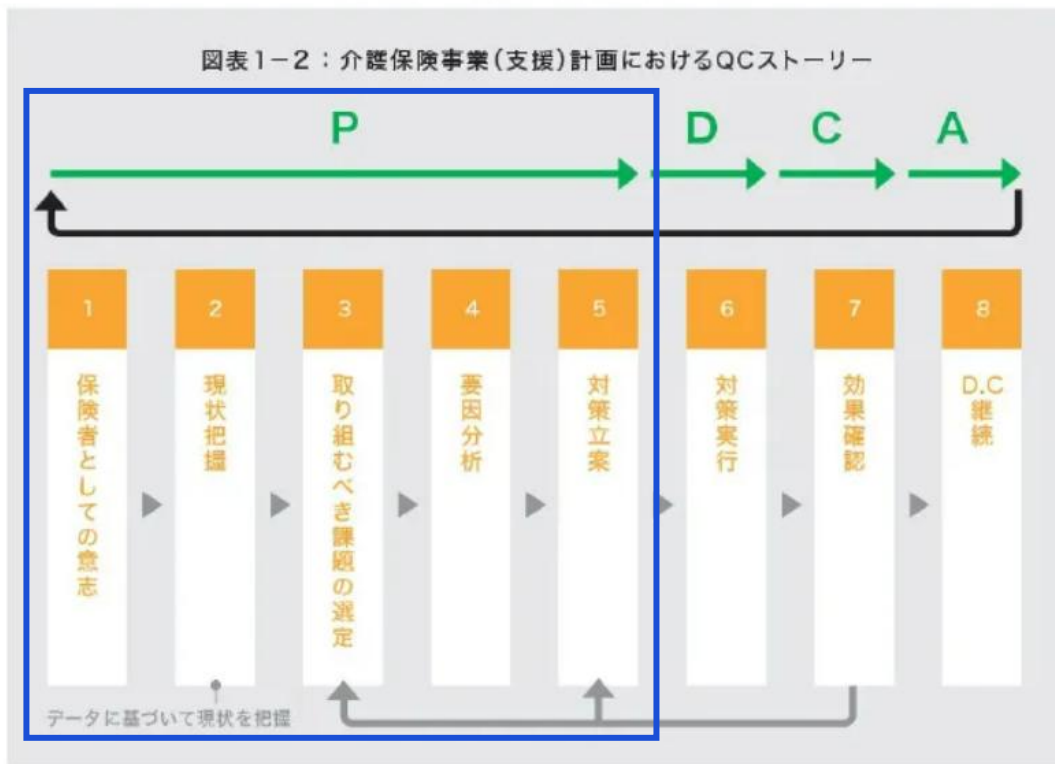 図表1-2：介護保険事業(支援)計画におけるQCストーリー
P
D
C
A
1
2
3
4
5
6
7
8
保険者としての意志
現状把握
取り組むべき課題の選定
要因分析
対策立案
対策実行
効果確認
D.C
継続
データに基づいて現状を把握